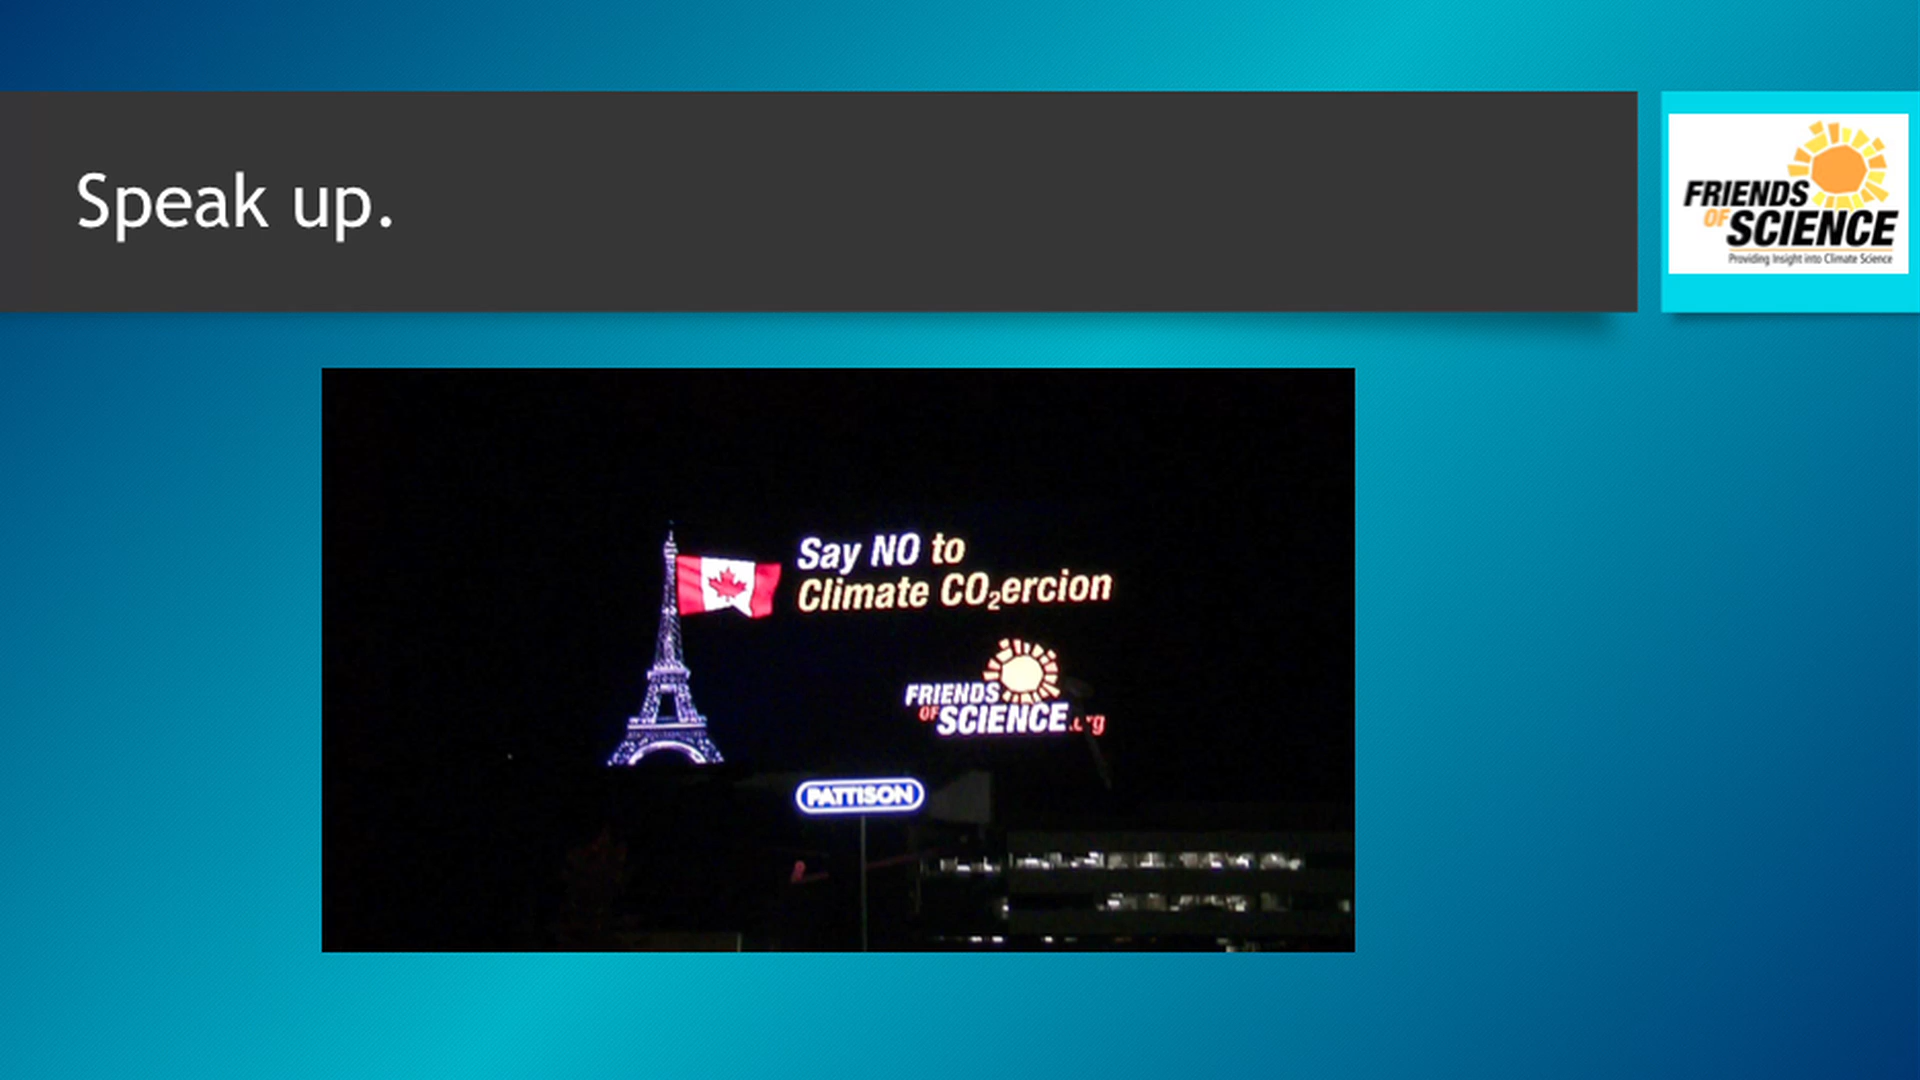 Speak up.
FRIENDS
OF SCIENCE
Providing Insight into Climate Science
Say NO to
Climate CO₂ercion
FRIENDS
OF SCIENCE
PATTISON